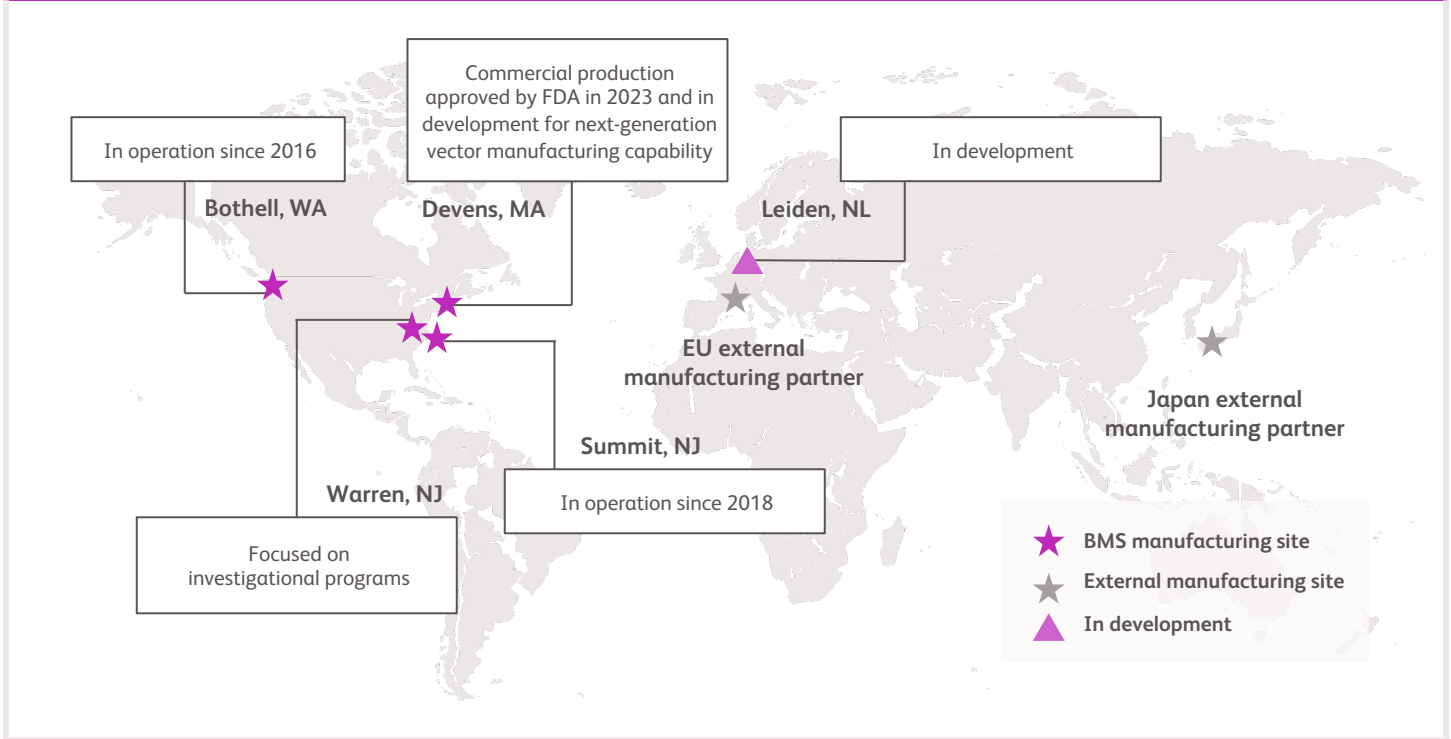 Commercial production
approved by FDA in 2023 and in
development for next-generation
vector manufacturing capability
In operation since 2016
In development
Bothell, WA
Devens, MA
Leiden, NL
EU external
manufacturing partner
Japan external
manufacturing partner
Summit, NJ
In operation since 2018
Warren, NJ
Focused on
investigational programs
BMS manufacturing site
External manufacturing site
In development